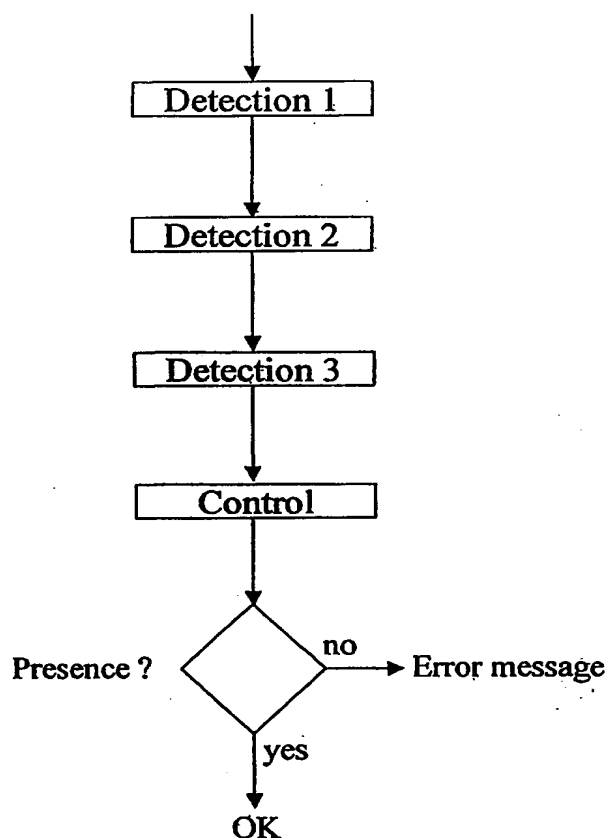 Detection 1
Detection 2
Detection 3
Control
no
Presence ?
Error message
yes
OK